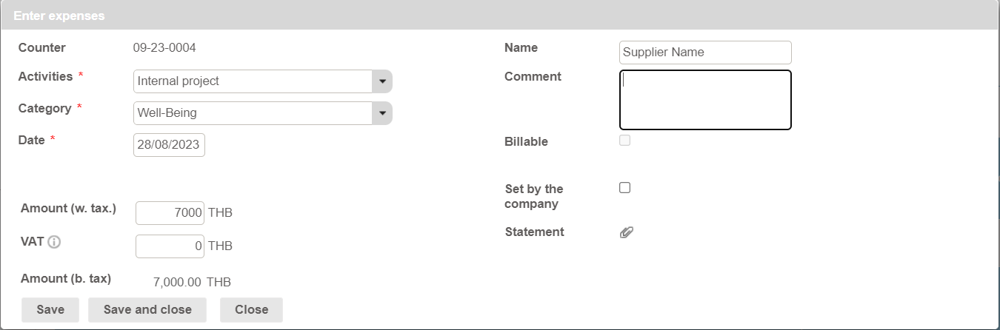 Enter expenses
Counter 09-23-0004
Activities * Internal project
Category * Well-Being
Date * 28/08/2023
Amount (w. tax.) 7000 THB
VAT 0 THB
Amount (b. tax) 7,000.00 THB
Save Save and close Close
Name Supplier Name
Comment
Billable
Set by the
company
Statement